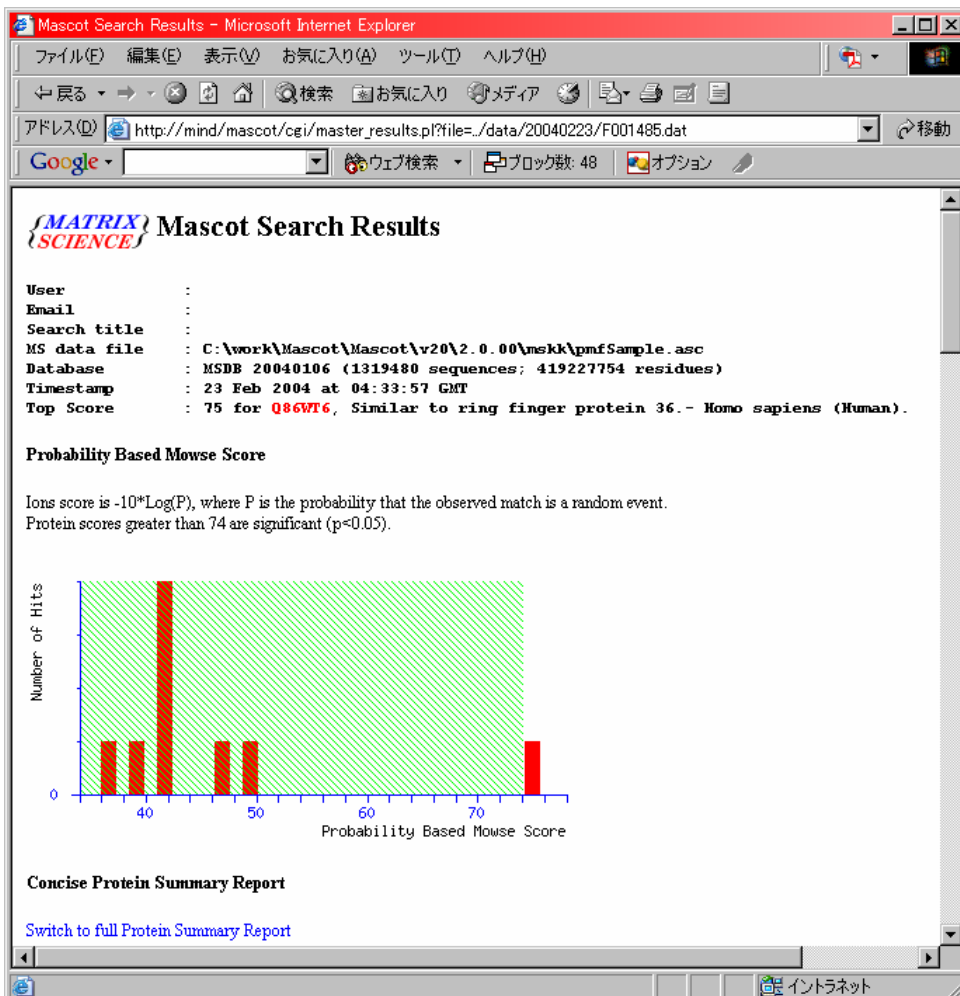 Mascot Search Results - Microsoft Internet Explorer
ファイル(F) 編集(E) 表示(V) お気に入り(A) ツール(T) ヘルプ(H)
戻る 検索 お気に入り メディア
アドレス(D) http://mind/mascot/cgi/master_results.pl?file=../data/20040223/F001485.dat 移動
Google ウェブ検索 ブロック数: 48 オプション
{MATRIX SCIENCE} Mascot Search Results
User :
Email :
Search title :
MS data file : C:\work\Mascot\Mascot\v20\2.0.00\mskk\pmfSample.asc
Database : MSDB 20040106 (1319480 sequences; 419227754 residues)
Timestamp : 23 Feb 2004 at 04:33:57 GMT
Top Score : 75 for Q86WT6, Similar to ring finger protein 36.- Homo sapiens (Human).
Probability Based Mowse Score
Ions score is -10*Log(P), where P is the probability that the observed match is a random event.
Protein scores greater than 74 are significant (p<0.05).
Number of Hits
0
40 50 60 70
Probability Based Mowse Score
Concise Protein Summary Report
Switch to full Protein Summary Report
イントラネット